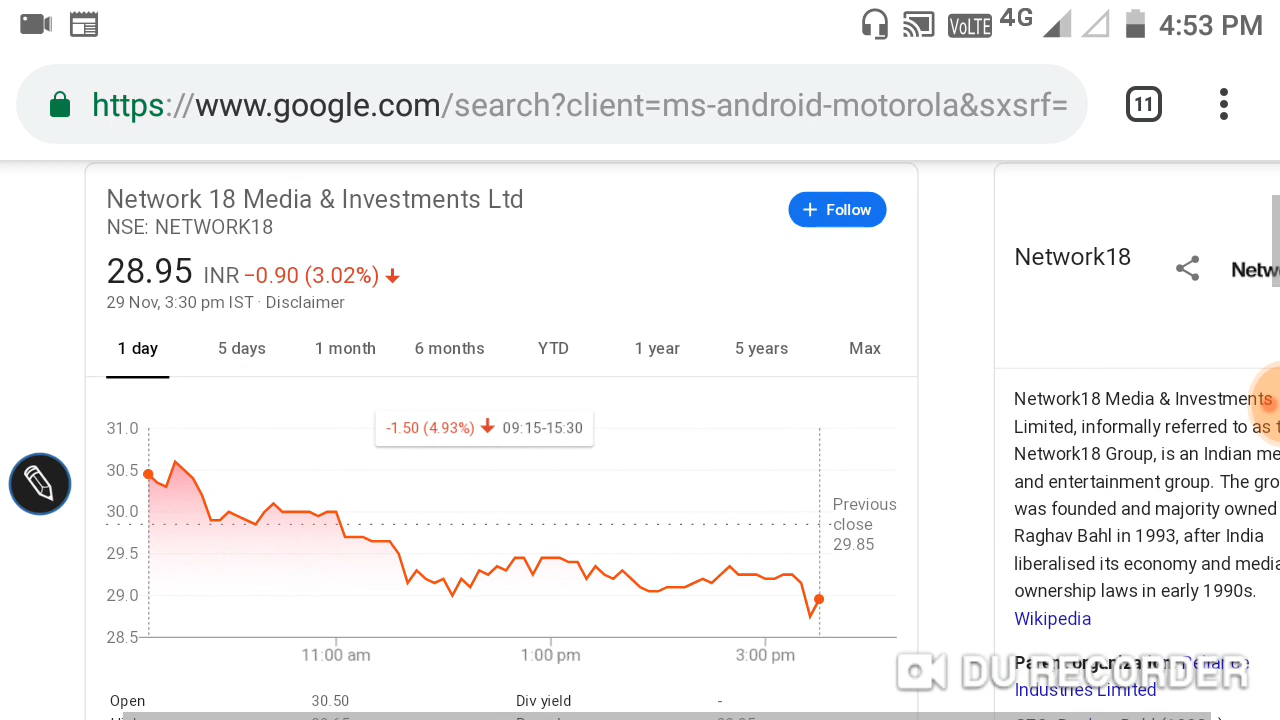 VoLTE 4G 4:53 PM
https://www.google.com/search?client=ms-android-motorola&sxsrf=
11
Network 18 Media & Investments Ltd
NSE: NETWORK18
+ Follow
28.95 INR −0.90 (3.02%)
29 Nov, 3:30 pm IST · Disclaimer
1 day 5 days 1 month 6 months YTD 1 year 5 years Max
-1.50 (4.93%) 09:15-15:30
31.0
30.5
30.0
29.5
29.0
28.5
Previous
close
29.85
11:00 am 1:00 pm 3:00 pm
Open 30.50 Div yield -
Network18
Network18 Media & Investments
Limited, informally referred to as
Network18 Group, is an Indian
and entertainment group. The
was founded and majority owned
Raghav Bahl in 1993, after India
liberalised its economy and
ownership laws in early 1990s.
Wikipedia
Parent organization: Reliance
Industries Limited
DU RECORDER